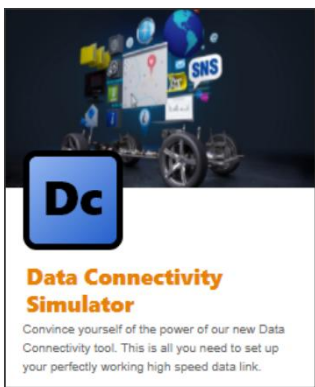 SNS
Dc
Data Connectivity
Simulator
Convince yourself of the power of our new Data
Connectivity tool. This is all you need to set up
your perfectly working high speed data link.